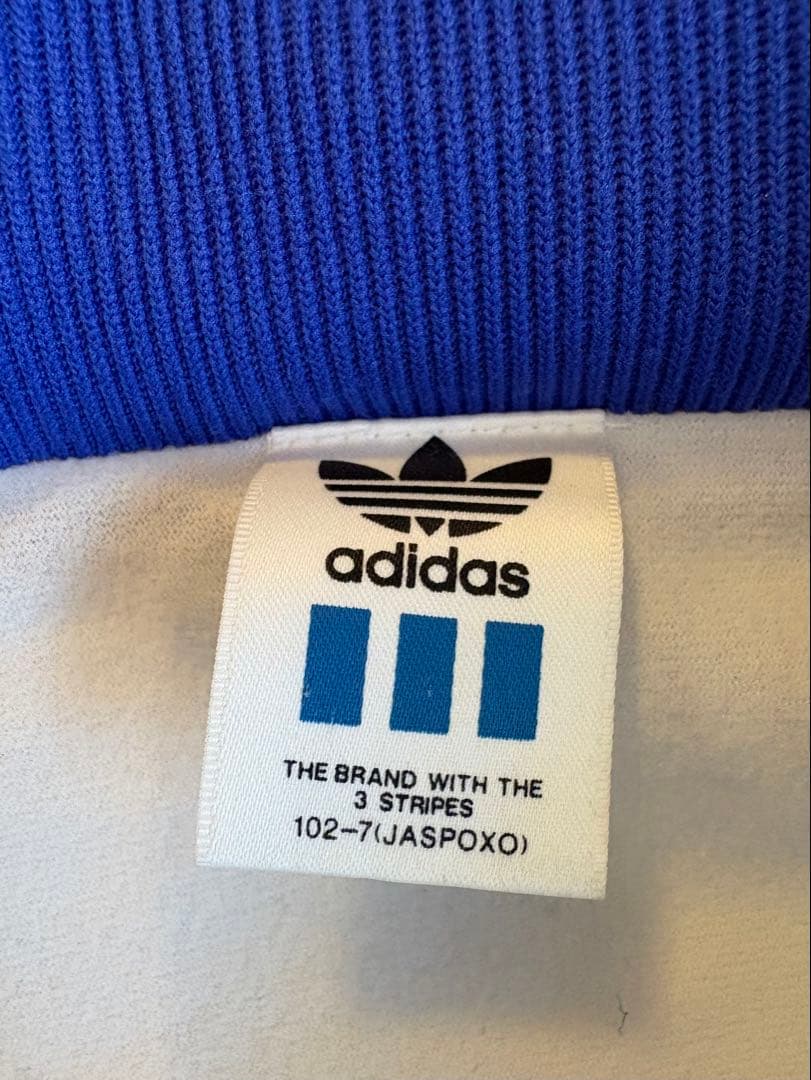 adidas
THE BRAND WITH THE
3 STRIPES
102-7(JASPOXO)